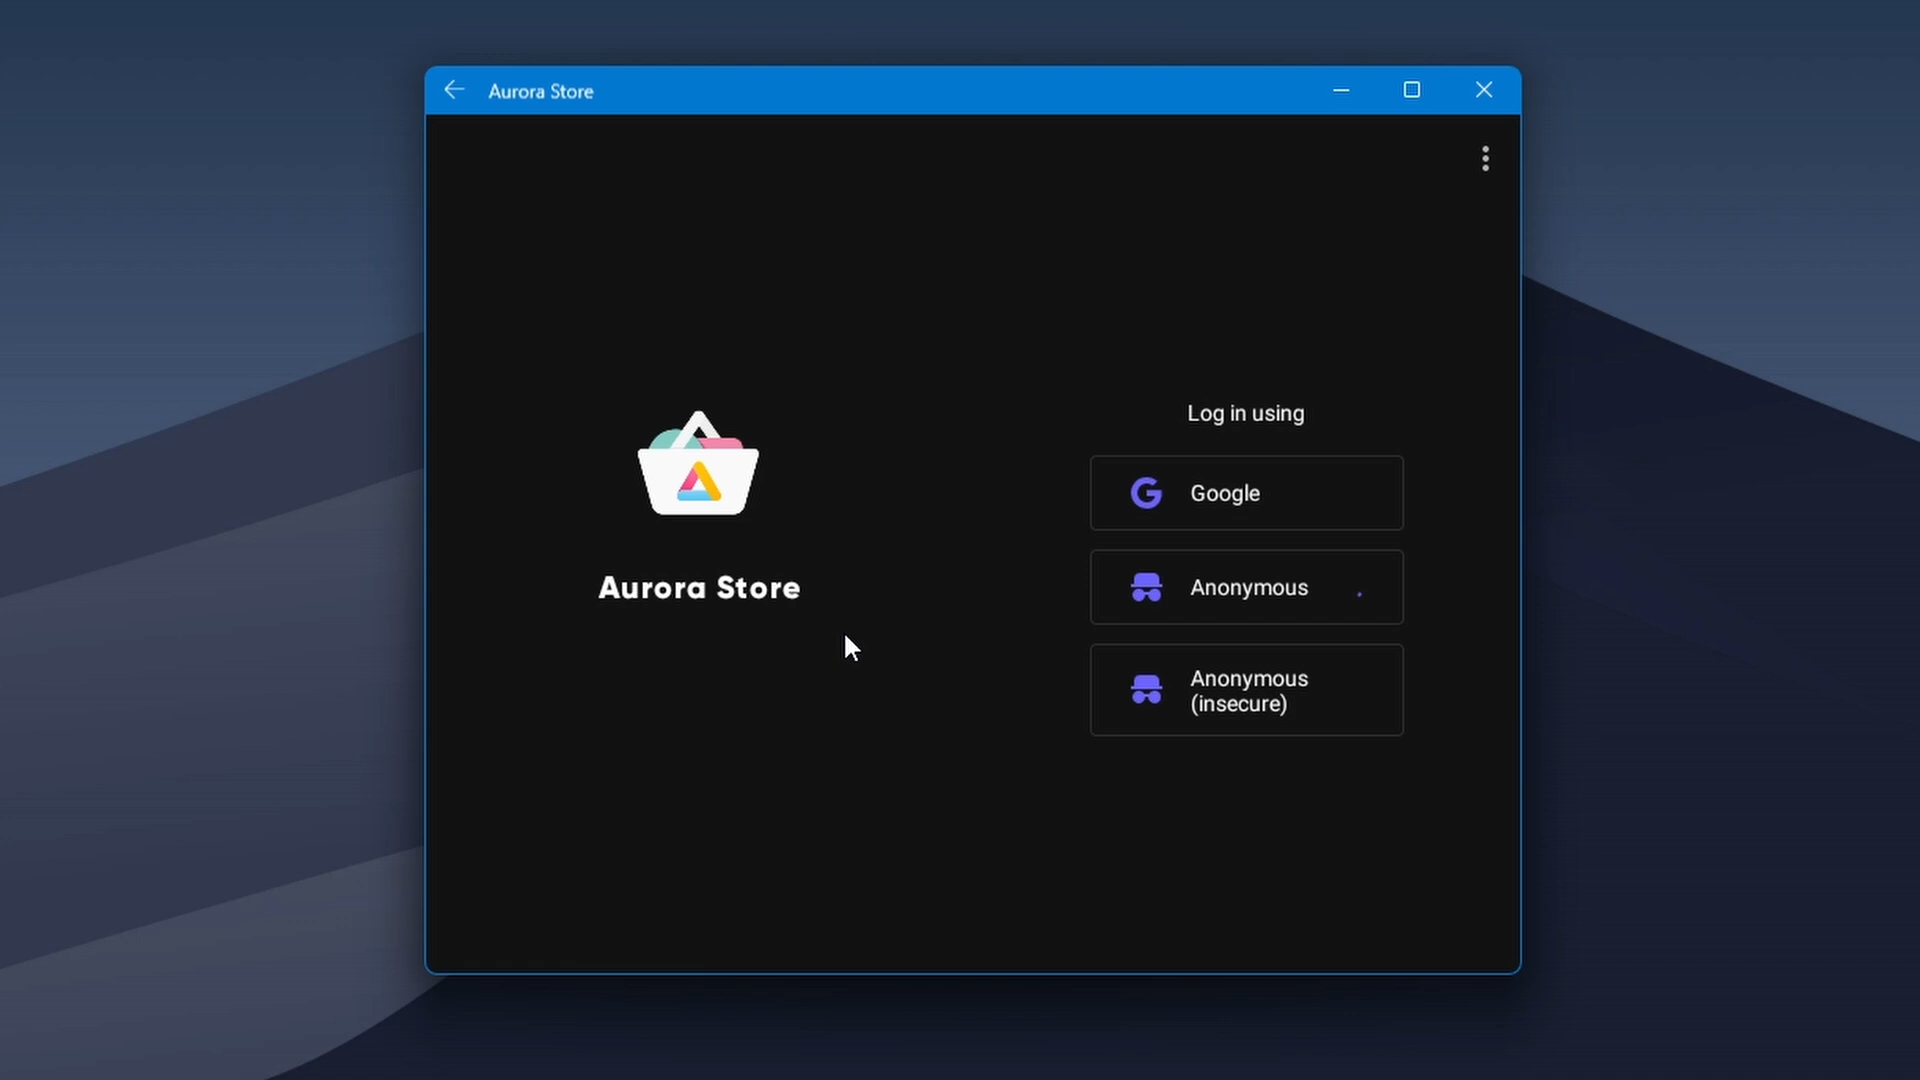 Aurora Store
Log in using
Google
Anonymous
Anonymous
(insecure)
Aurora Store